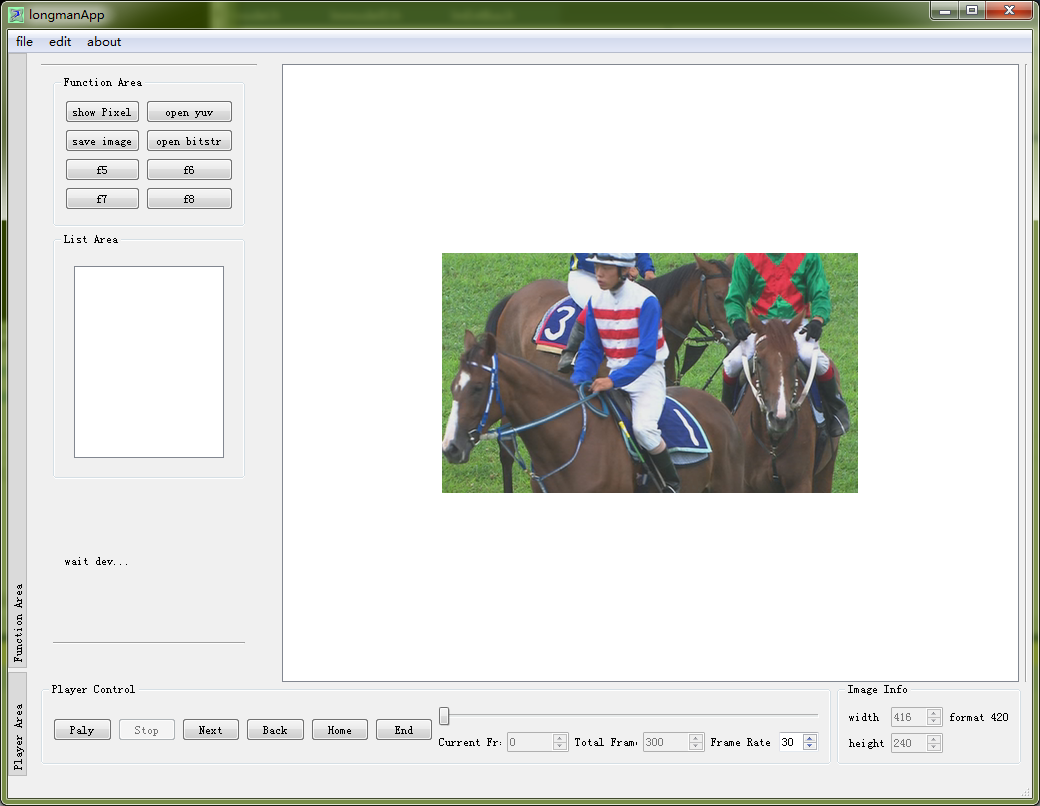 longmanApp
file edit about
Function Area
show Pixel open yuv
save image open bitstr
f5 f6
f7 f8
List Area
3
1
wait dev...
Function Area
Player Area
Player Control
Paly Stop Next Back Home End
Current Fr: 0 Total Fram 300 Frame Rate 30
Image Info
width 416 format 420
height 240